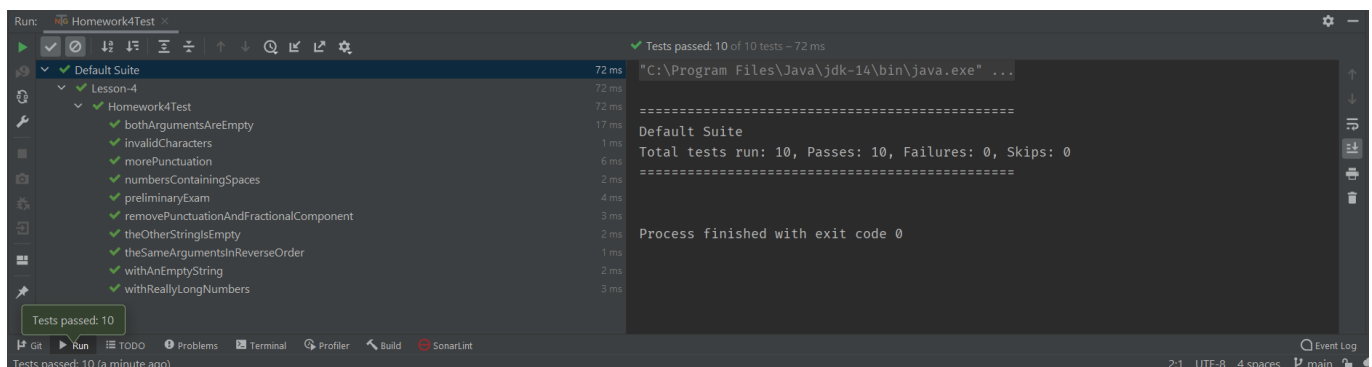 Run: Homework4Test
Tests passed: 10 of 10 tests – 72 ms
Default Suite 72 ms
Lesson-4 72 ms
Homework4Test 72 ms
bothArgumentsAreEmpty 17 ms
invalidCharacters 1 ms
morePunctuation 6 ms
numbersContainingSpaces 2 ms
preliminaryExam 4 ms
removePunctuationAndFractionalComponent 3 ms
theOtherStringIsEmpty 2 ms
theSameArgumentsInReverseOrder 1 ms
withAnEmptyString 2 ms
withReallyLongNumbers 3 ms
"C:\Program Files\Java\jdk-14\bin\java.exe" ...
===============================================
Default Suite
Total tests run: 10, Passes: 10, Failures: 0, Skips: 0
===============================================
Process finished with exit code 0
Tests passed: 10
Git Run TODO Problems Terminal Profiler Build SonarLint Event Log
Tests passed: 10 (a minute ago) 2:1 UTF-8 4 spaces main